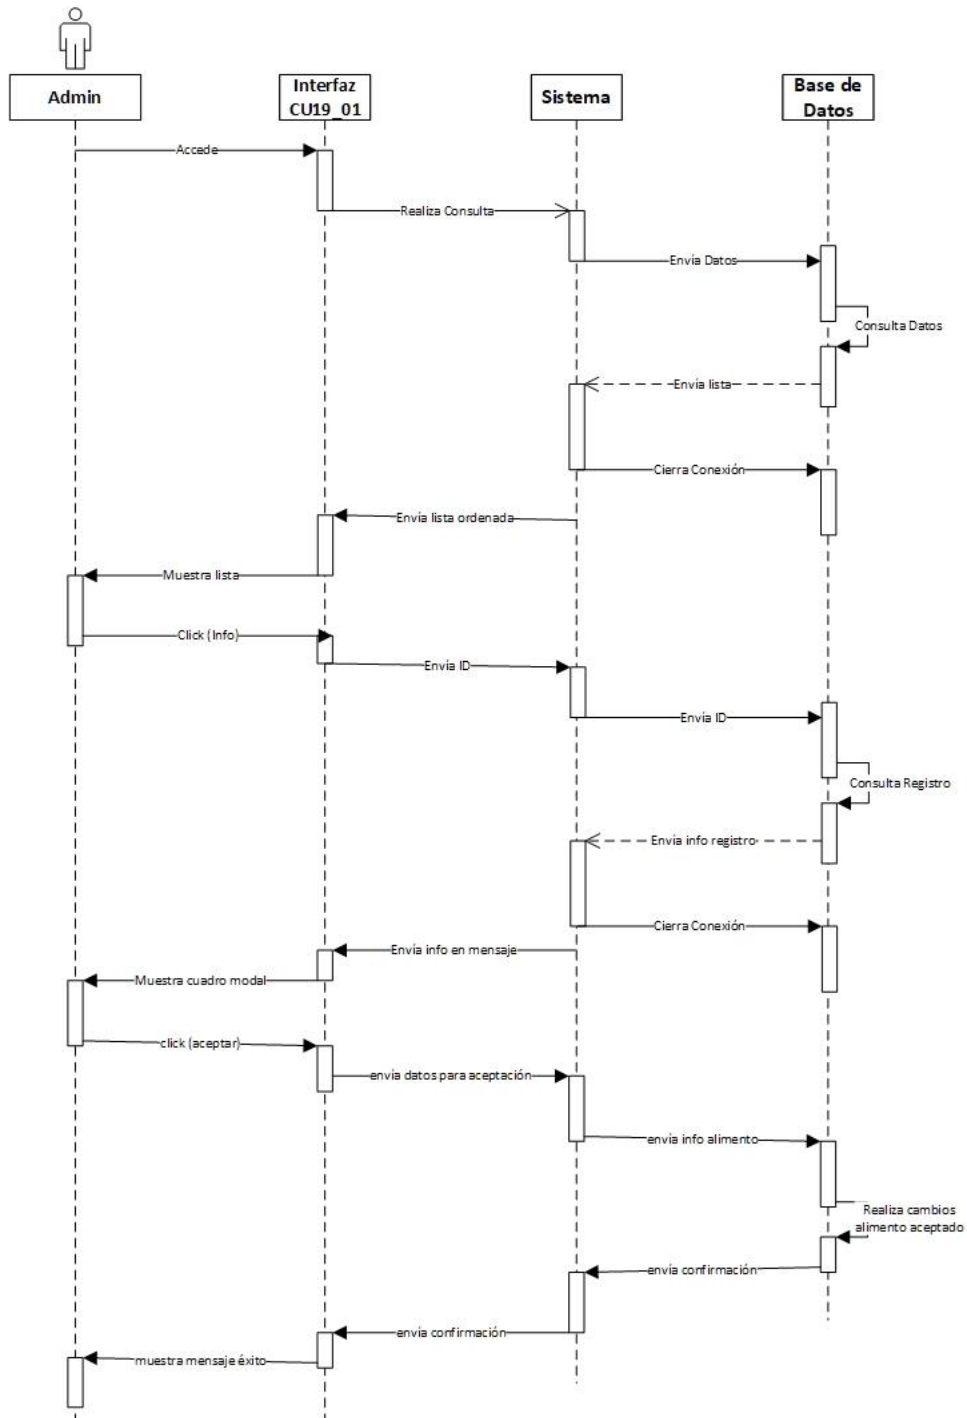 Admin
Interfaz
CU19_01
Sistema
Base de
Datos
Accede
Realiza Consulta
Envía Datos
Consulta Datos
Envía lista
Cierra Conexión
Envía lista ordenada
Muestra lista
Click (Info)
Envía ID
Envía ID
Consulta Registro
Envía info registro
Cierra Conexión
Envía info en mensaje
Muestra cuadro modal
click (aceptar)
envía datos para aceptación
envía info alimento
Realiza cambios
alimento aceptado
envía confirmación
envía confirmación
muestra mensaje éxito